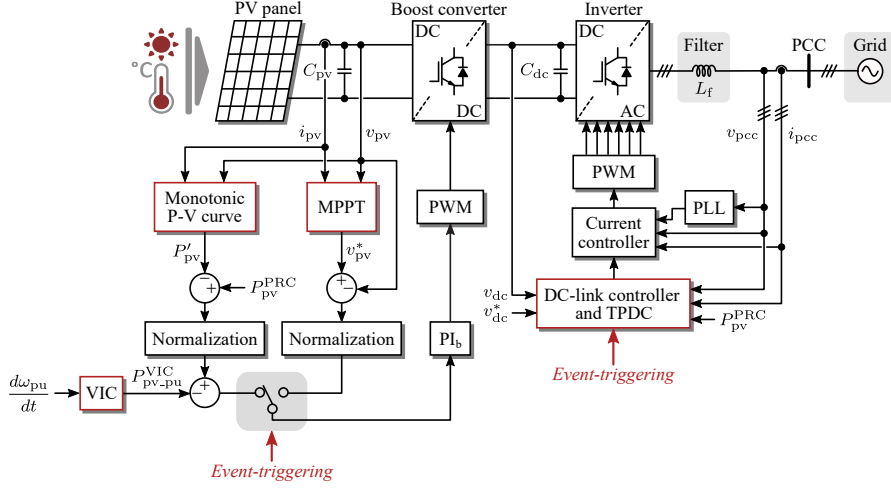 PV panel
Boost converter
Inverter
°C
C_pv
DC
DC
C_dc
DC
AC
Filter
L_f
PCC
Grid
i_pv
v_pv
v_pcc
i_pcc
Monotonic
P-V curve
MPPT
PWM
PWM
PLL
Current
controller
P′_pv
v*_pv
− +
P_pv^PRC
+ −
v_dc
v*_dc
DC-link controller
and TPDC
P_pv^PRC
Normalization
Normalization
PI_b
Event-triggering
dω_pu
dt
VIC
P_pv_pu^VIC
− +
Event-triggering